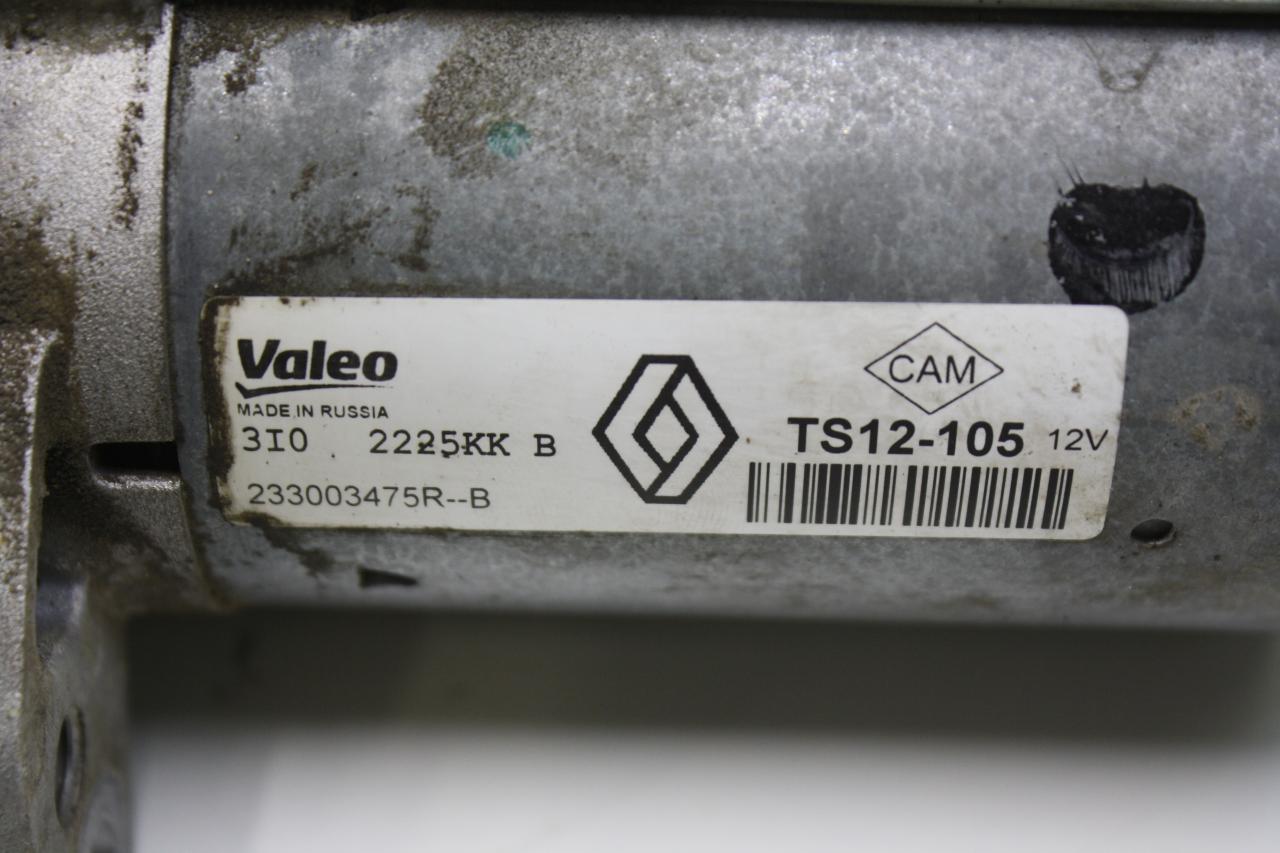 Valeo
MADE IN RUSSIA
3I0 2225KK B
233003475R--B
CAM
TS12-105 12V